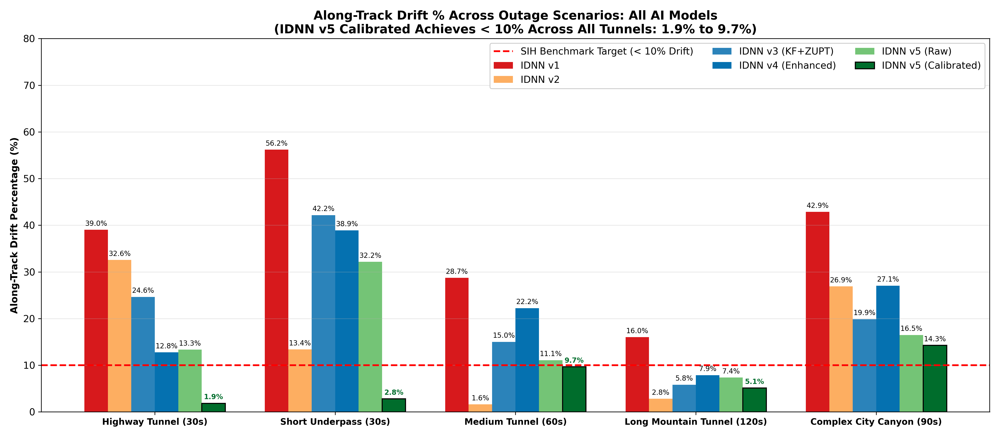 Along-Track Drift % Across Outage Scenarios: All AI Models
(IDNN v5 Calibrated Achieves < 10% Across All Tunnels: 1.9% to 9.7%)
SIH Benchmark Target (< 10% Drift)
IDNN v1
IDNN v2
IDNN v3 (KF+ZUPT)
IDNN v4 (Enhanced)
IDNN v5 (Raw)
IDNN v5 (Calibrated)
Along-Track Drift Percentage (%)
80
70
60
50
40
30
20
10
0
39.0%
32.6%
24.6%
12.8%
13.3%
1.9%
56.2%
13.4%
42.2%
38.9%
32.2%
2.8%
28.7%
1.6%
15.0%
22.2%
11.1%
9.7%
16.0%
2.8%
5.8%
7.9%
7.4%
5.1%
42.9%
26.9%
19.9%
27.1%
16.5%
14.3%
Highway Tunnel (30s)
Short Underpass (30s)
Medium Tunnel (60s)
Long Mountain Tunnel (120s)
Complex City Canyon (90s)